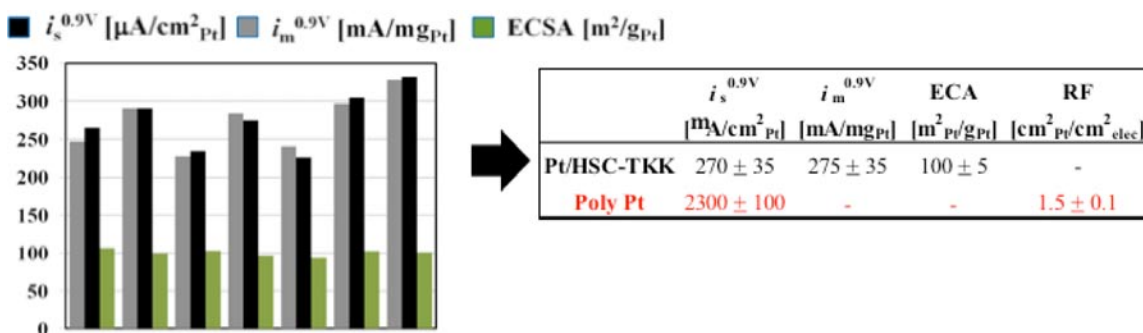 i_s^0.9V [µA/cm²_Pt] i_m^0.9V [mA/mg_Pt] ECSA [m²/g_Pt]
350
300
250
200
150
100
50
0
i_s^0.9V i_m^0.9V ECA RF
[mA/cm²_Pt] [mA/mg_Pt] [m²_Pt/g_Pt] [cm²_Pt/cm²_elec]
Pt/HSC-TKK 270 ± 35 275 ± 35 100 ± 5 -
Poly Pt 2300 ± 100 - - 1.5 ± 0.1